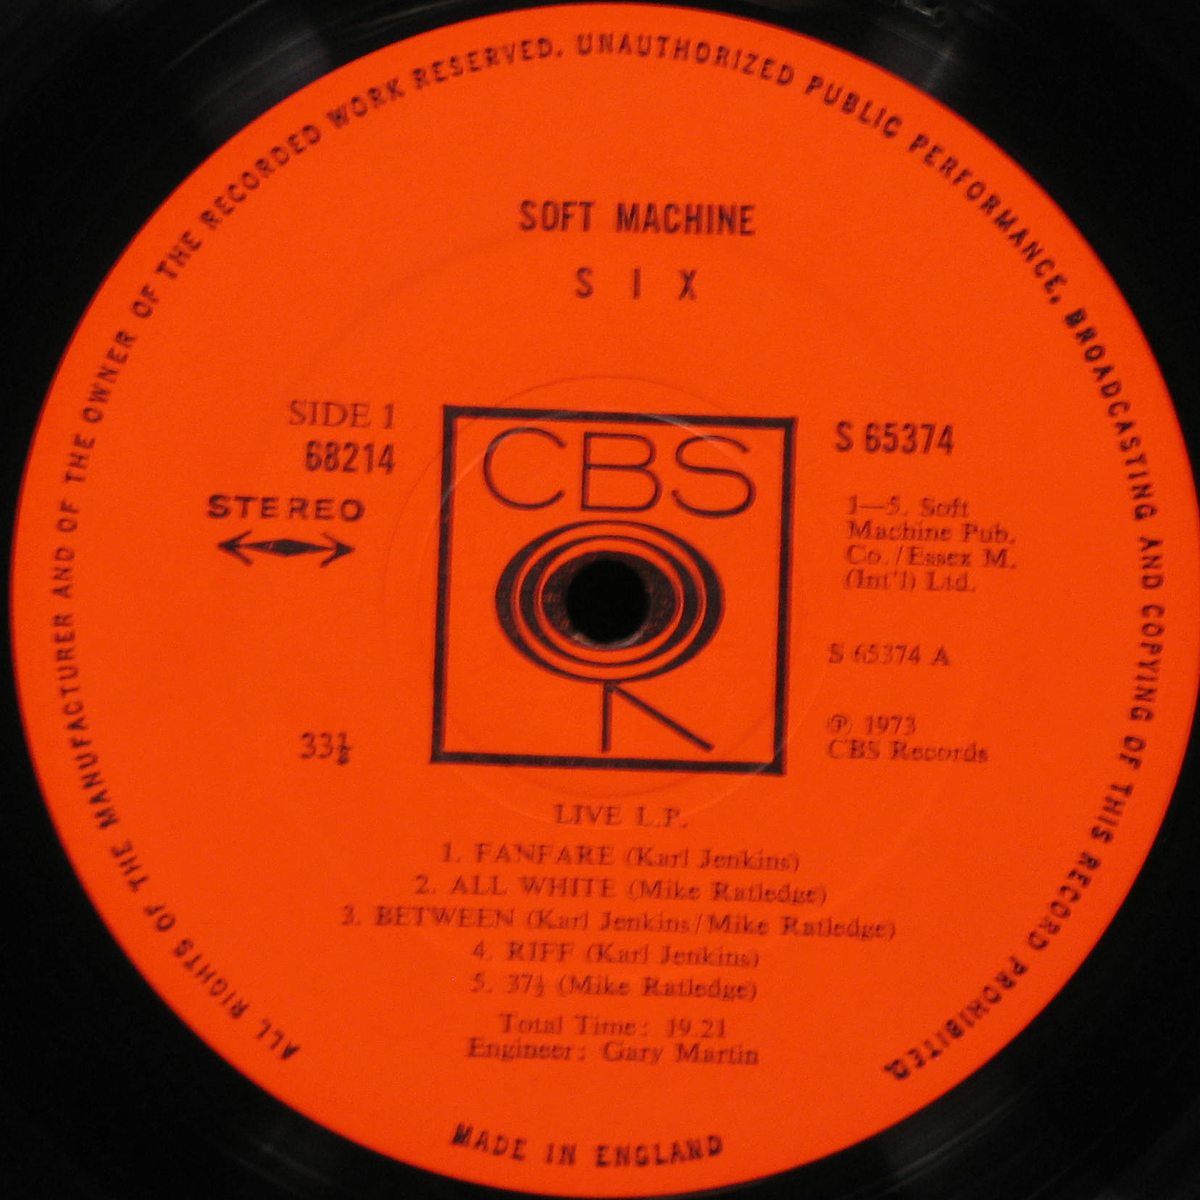 ALL RIGHTS OF THE MANUFACTURER AND OF THE OWNER OF THE RECORDED WORK RESERVED. UNAUTHORIZED PUBLIC PERFORMANCE, BROADCASTING AND COPYING OF THIS RECORD PROHIBITED.
SOFT MACHINE
SIX
SIDE 1
68214
STEREO
CBS
S 65374
1—5. Soft
Machine Pub.
Co./Essex M.
(Int'l) Ltd.
S 65374 A
33⅓
℗ 1973
CBS Records
LIVE L.P.
1. FANFARE (Karl Jenkins)
2. ALL WHITE (Mike Ratledge)
3. BETWEEN (Karl Jenkins/Mike Ratledge)
4. RIFF (Karl Jenkins)
5. 37½ (Mike Ratledge)
Total Time: 19.21
Engineer: Gary Martin
MADE IN ENGLAND